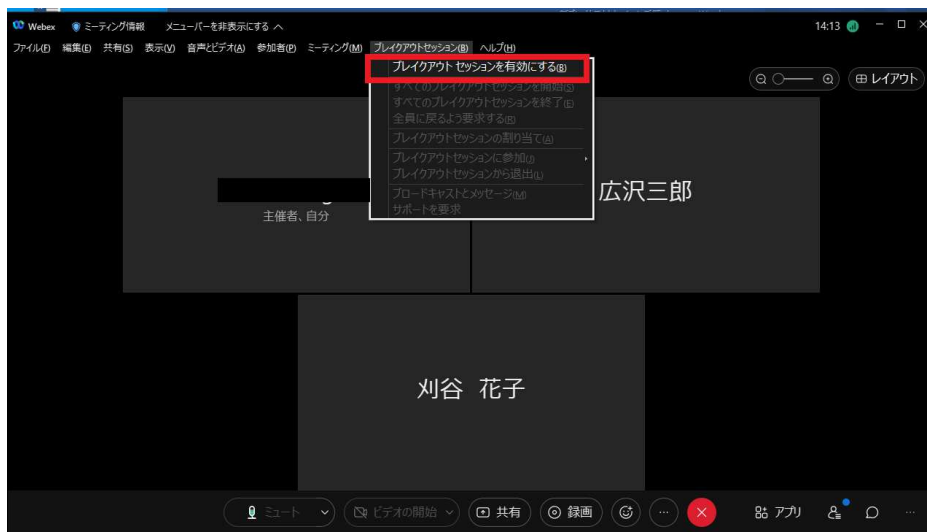 Webex ミーティング情報 メニューバーを非表示にする ヘ 14:13
ファイル(F) 編集(E) 共有(S) 表示(V) 音声とビデオ(A) 参加者(P) ミーティング(M) ブレイクアウトセッション(B) ヘルプ(H)
ブレイクアウト セッションを有効にする(B)
すべてのブレイクアウトセッションを開始(S)
すべてのブレイクアウトセッションを終了(E)
全員に戻るよう要求する(R)
ブレイクアウトセッションの割り当て(A)
ブレイクアウトセッションに参加(J)
ブレイクアウトセッションから退出(L)
ブロードキャストとメッセージ(M)
サポートを要求
レイアウト
主催者、自分
広沢三郎
刈谷 花子
ミュート ビデオの開始 共有 録画 アプリ